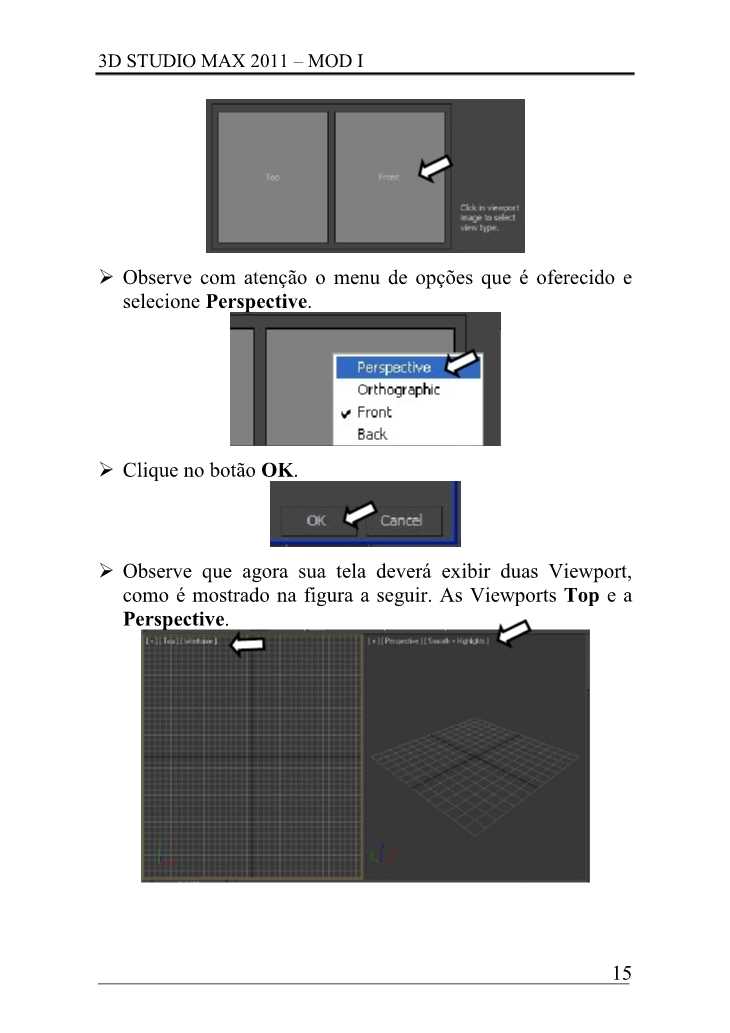 3D STUDIO MAX 2011 – MOD I
Top
Front
Click in viewport
image to select
view type.
➢ Observe com atenção o menu de opções que é oferecido e
selecione Perspective.
Perspective
Orthographic
Front
Back
➢ Clique no botão OK.
OK
Cancel
➢ Observe que agora sua tela deverá exibir duas Viewport,
como é mostrado na figura a seguir. As Viewports Top e a
Perspective.
[ + ] [ Top ] [ Wireframe ]
[ + ] [ Perspective ] [ Smooth + Highlights ]
15